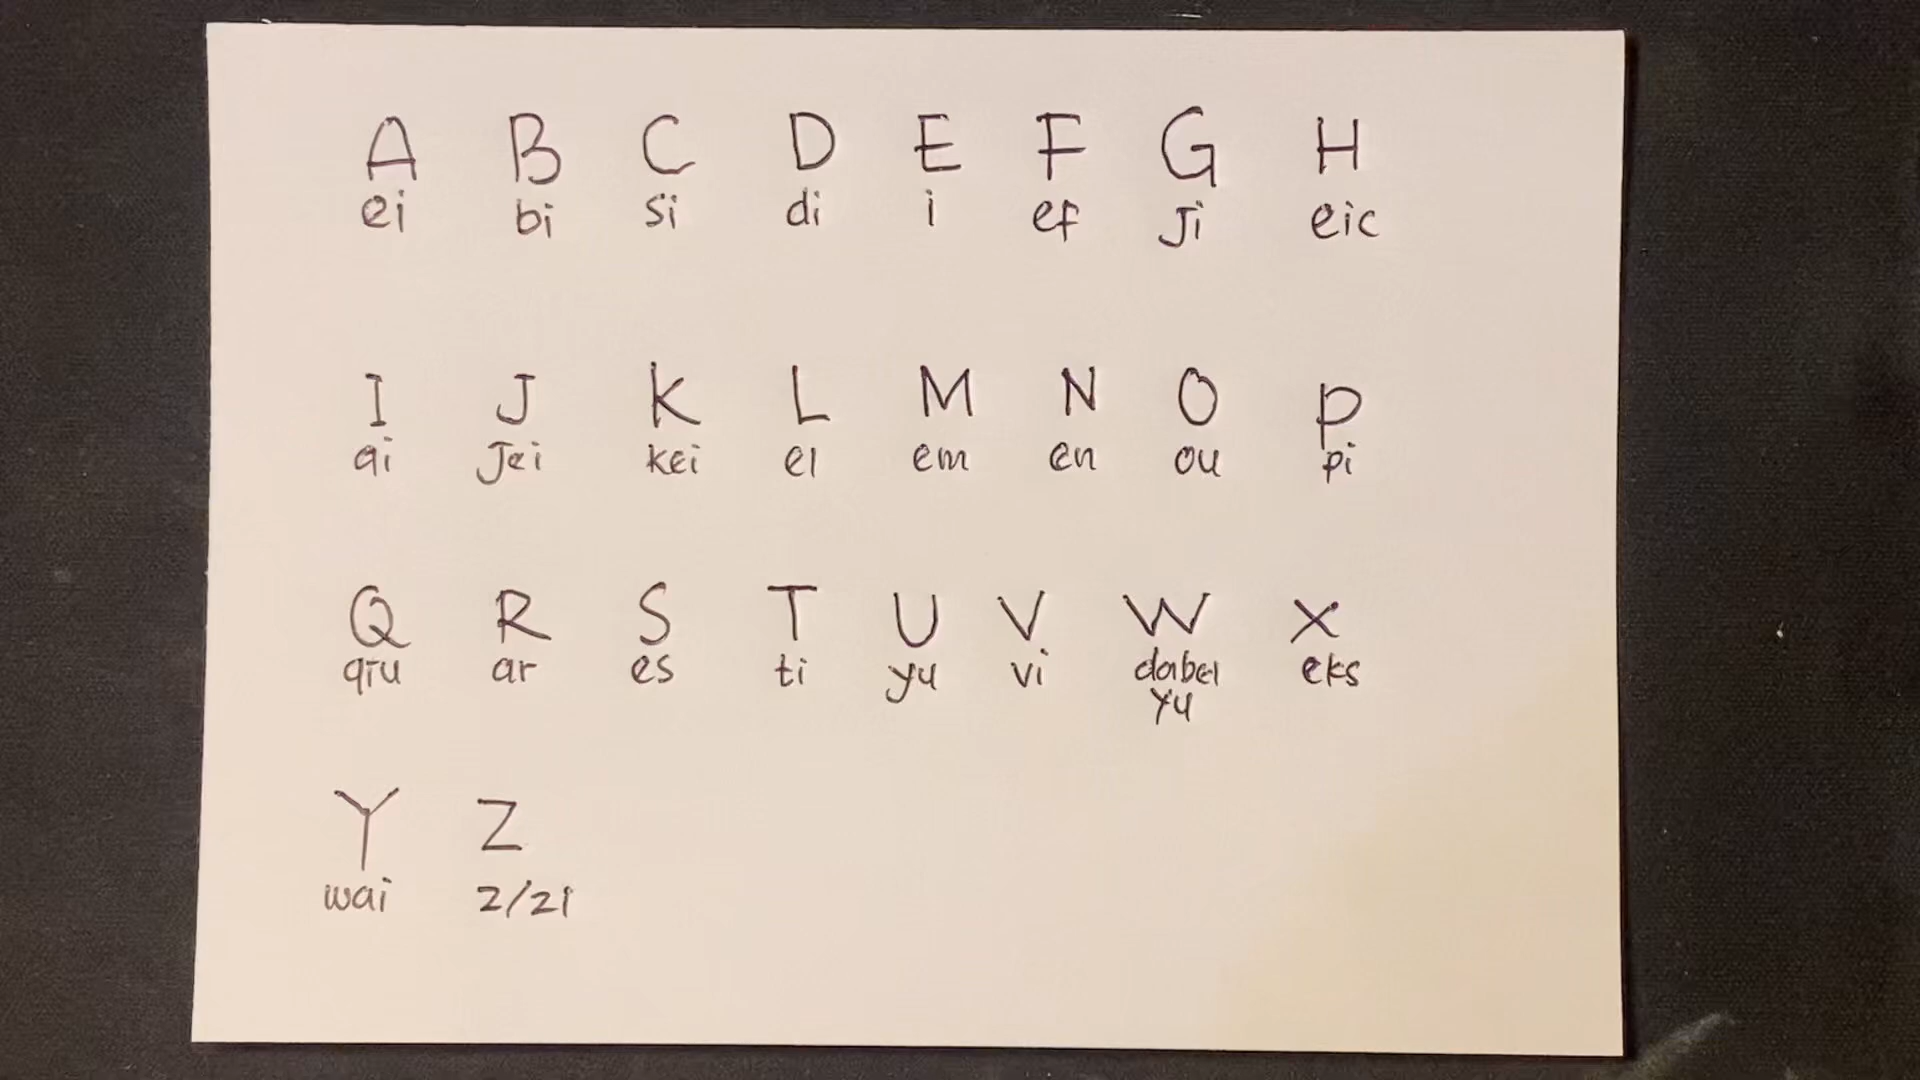 A B C D E F G H
ei bi si di i ef Ji eic
I J K L M N O P
ai Jei kei el em en ou pi
Q R S T U V W X
qiu ar es ti yu vi dabel eks
yu
Y Z
wai z/zi